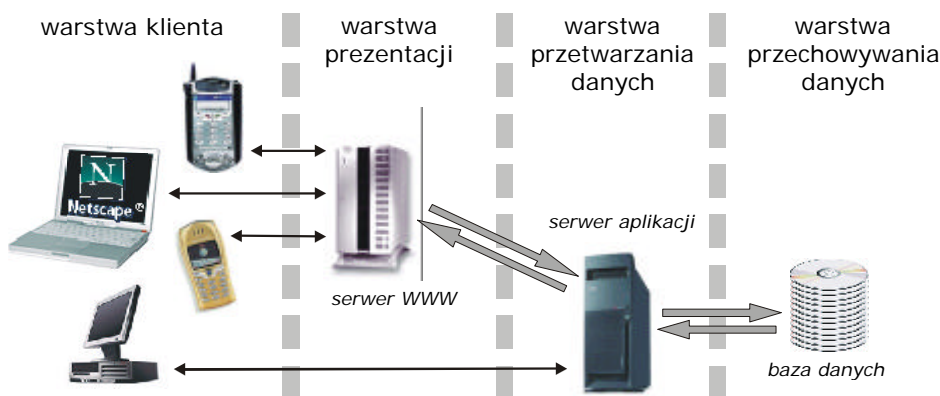 warstwa klienta
warstwa
prezentacji
warstwa
przetwarzania
danych
warstwa
przechowywania
danych
N
Netscape ®
serwer WWW
serwer aplikacji
baza danych